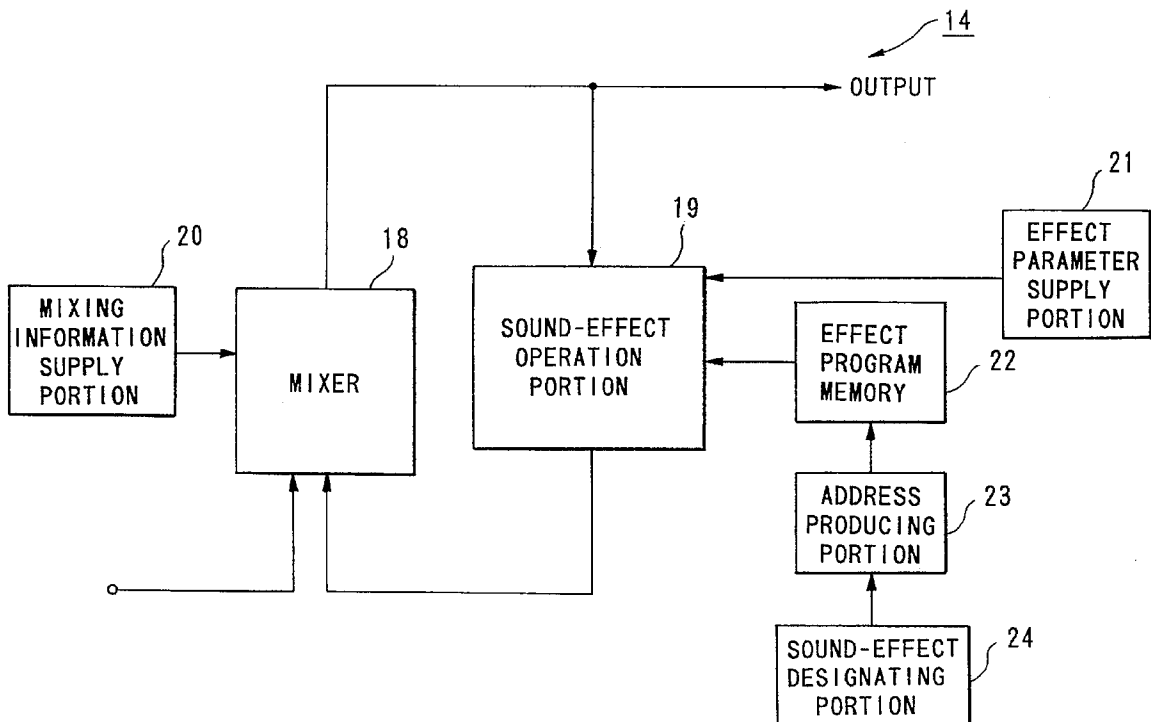 14
OUTPUT
21
EFFECT
PARAMETER
SUPPLY
PORTION
20
MIXING
INFORMATION
SUPPLY
PORTION
18
MIXER
19
SOUND-EFFECT
OPERATION
PORTION
EFFECT
PROGRAM
MEMORY
22
ADDRESS
PRODUCING
PORTION
23
SOUND-EFFECT
DESIGNATING
PORTION
24